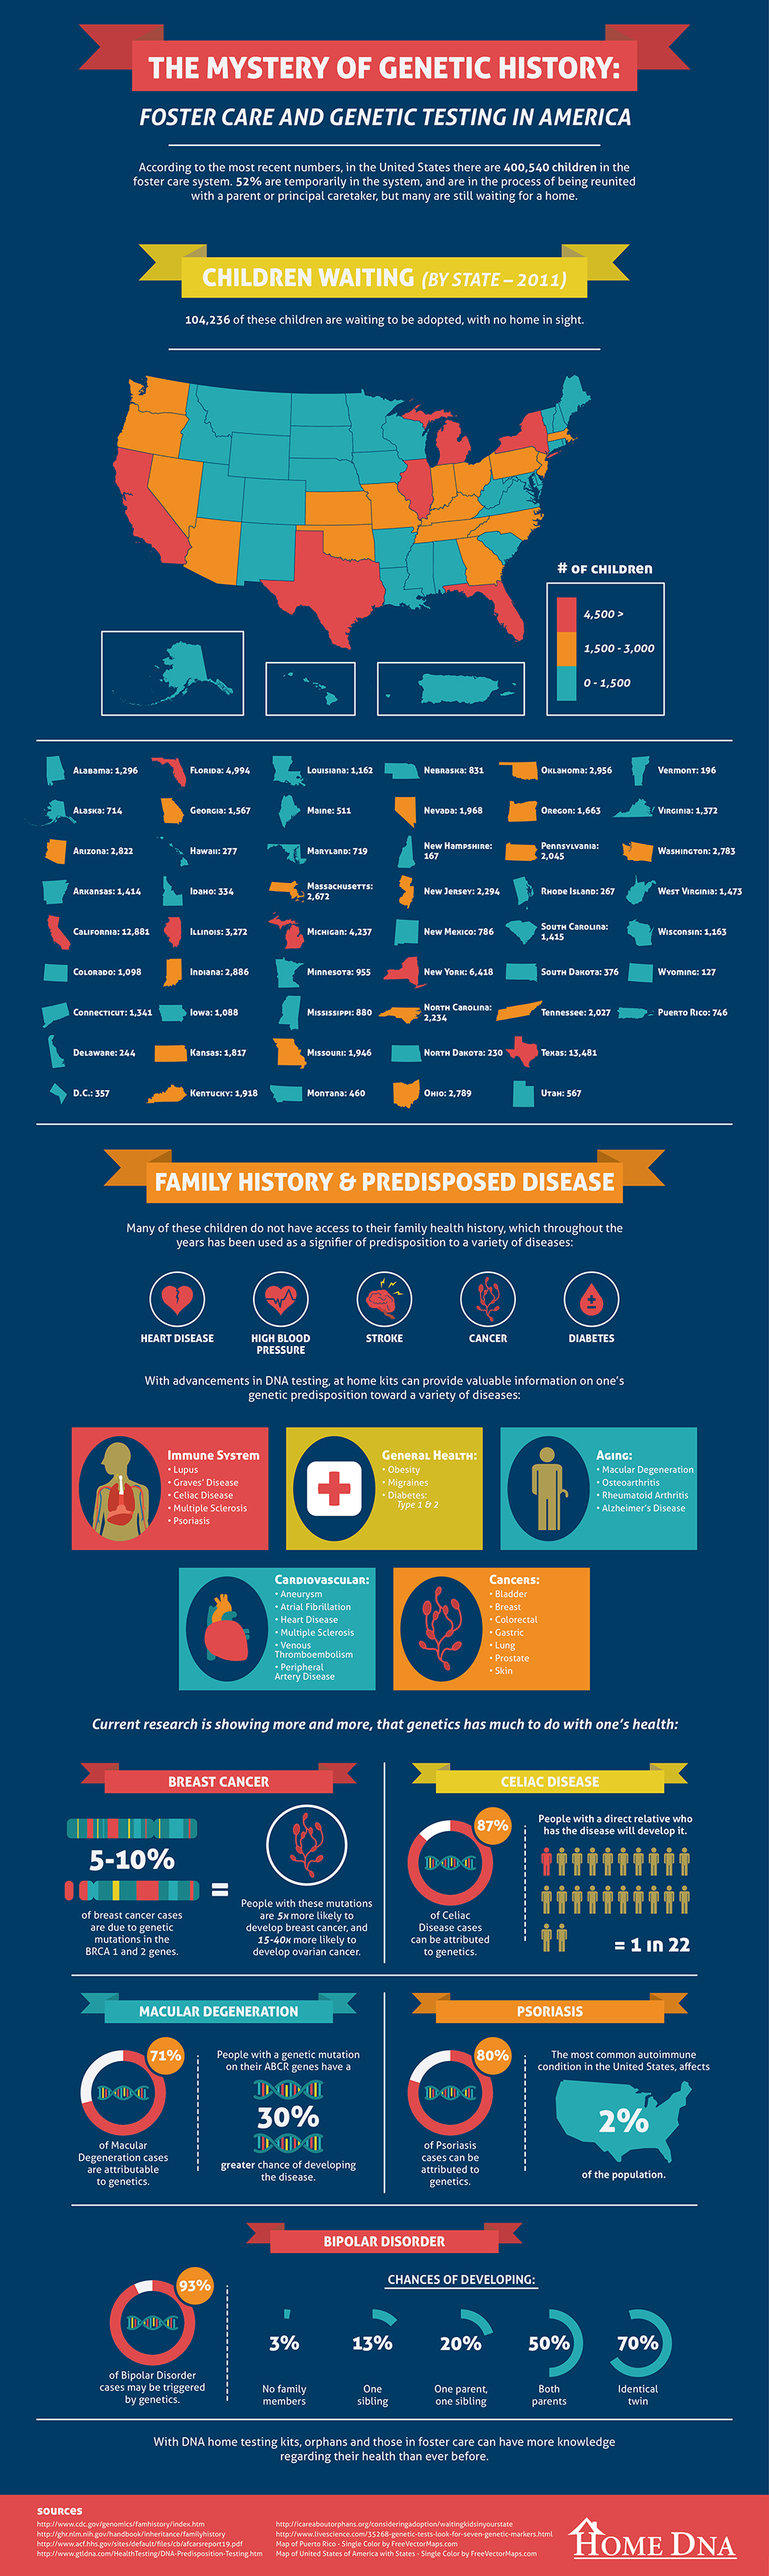 THE MYSTERY OF GENETIC HISTORY:
FOSTER CARE AND GENETIC TESTING IN AMERICA
According to the most recent numbers, in the United States there are 400,540 children in the
foster care system. 52% are temporarily in the system, and are in the process of being reunited
with a parent or principal caretaker, but many are still waiting for a home.
CHILDREN WAITING (BY STATE – 2011)
104,236 of these children are waiting to be adopted, with no home in sight.
# OF CHILDREN
4,500 >
1,500 - 3,000
0 - 1,500
Alabama: 1,296
Florida: 4,994
Louisiana: 1,162
Nebraska: 831
Oklahoma: 2,956
Vermont: 196
Alaska: 714
Georgia: 1,567
Maine: 511
Nevada: 1,968
Oregon: 1,663
Virginia: 1,372
Arizona: 2,822
Hawaii: 277
Maryland: 719
New Hampshire:
167
Pennsylvania:
2,045
Washington: 2,783
Arkansas: 1,414
Idaho: 334
Massachusetts:
2,672
New Jersey: 2,294
Rhode Island: 267
West Virginia: 1,473
California: 12,881
Illinois: 3,272
Michigan: 4,237
New Mexico: 786
South Carolina:
1,415
Wisconsin: 1,163
Colorado: 1,098
Indiana: 2,886
Minnesota: 955
New York: 6,418
South Dakota: 376
Wyoming: 127
Connecticut: 1,341
Iowa: 1,088
Mississippi: 880
North Carolina:
2,234
Tennessee: 2,027
Puerto Rico: 746
Delaware: 244
Kansas: 1,817
Missouri: 1,946
North Dakota: 230
Texas: 13,481
D.C.: 357
Kentucky: 1,918
Montana: 460
Ohio: 2,789
Utah: 567
FAMILY HISTORY & PREDISPOSED DISEASE
Many of these children do not have access to their family health history, which throughout the
years has been used as a signifier of predisposition to a variety of diseases:
HEART DISEASE
HIGH BLOOD
PRESSURE
STROKE
CANCER
DIABETES
With advancements in DNA testing, at home kits can provide valuable information on one's
genetic predisposition toward a variety of diseases:
Immune System
• Lupus
• Graves' Disease
• Celiac Disease
• Multiple Sclerosis
• Psoriasis
General Health:
• Obesity
• Migraines
• Diabetes:
Type 1 & 2
Aging:
• Macular Degeneration
• Osteoarthritis
• Rheumatoid Arthritis
• Alzheimer's Disease
Cardiovascular:
• Aneurysm
• Atrial Fibrillation
• Heart Disease
• Multiple Sclerosis
• Venous
Thromboembolism
• Peripheral
Artery Disease
Cancers:
• Bladder
• Breast
• Colorectal
• Gastric
• Lung
• Prostate
• Skin
Current research is showing more and more, that genetics has much to do with one's health:
BREAST CANCER
5-10%
of breast cancer cases
are due to genetic
mutations in the
BRCA 1 and 2 genes.
=
People with these mutations
are 5x more likely to
develop breast cancer, and
15-40x more likely to
develop ovarian cancer.
CELIAC DISEASE
87%
of Celiac
Disease cases
can be attributed
to genetics.
People with a direct relative who
has the disease will develop it.
= 1 in 22
MACULAR DEGENERATION
71%
of Macular
Degeneration cases
are attributable
to genetics.
People with a genetic mutation
on their ABCR genes have a
30%
greater chance of developing
the disease.
PSORIASIS
80%
of Psoriasis
cases can be
attributed to
genetics.
The most common autoimmune
condition in the United States, affects
2%
of the population.
BIPOLAR DISORDER
93%
of Bipolar Disorder
cases may be triggered
by genetics.
CHANCES OF DEVELOPING:
3%
13%
20%
50%
70%
No family
members
One
sibling
One parent,
one sibling
Both
parents
Identical
twin
With DNA home testing kits, orphans and those in foster care can have more knowledge
regarding their health than ever before.
SOURCES
http://www.cdc.gov/genomics/famhistory/index.htm
http://ghr.nlm.nih.gov/handbook/inheritance/familyhistory
http://www.acf.hhs.gov/sites/default/files/cb/afcarsreport19.pdf
http://www.gtldna.com/HealthTesting/DNA-Predisposition-Testing.htm
http://icareaboutorphans.org/consideringadoption/waitingkidsinyourstate
http://www.livescience.com/35268-genetic-tests-look-for-seven-genetic-markers.html
Map of Puerto Rico - Single Color by FreeVectorMaps.com
Map of United States of America with States - Single Color by FreeVectorMaps.com
HOME DNA